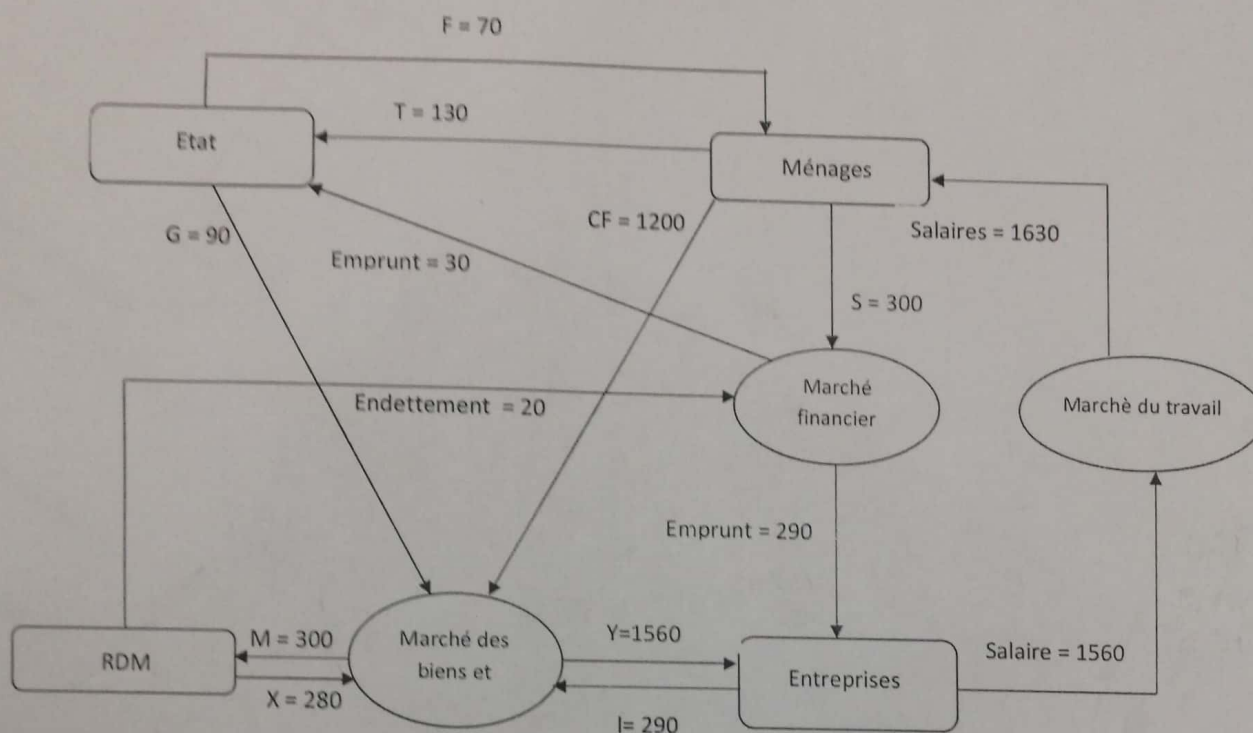 F = 70
T = 130
Etat
Ménages
G = 90
CF = 1200
Salaires = 1630
Emprunt = 30
S = 300
Endettement = 20
Marché
financier
Marchè du travail
Emprunt = 290
M = 300
Marché des
biens et
Y=1560
RDM
Entreprises
Salaire = 1560
X = 280
I= 290